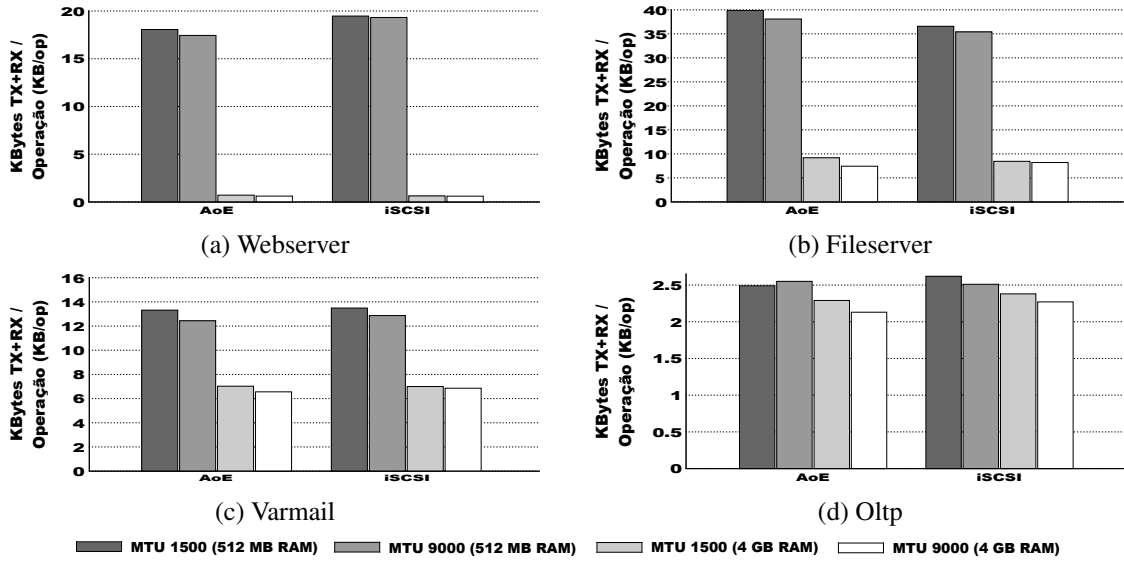 KBytes TX+RX /
Operação (KB/op)
20
15
10
5
0
AoE
iSCSI
(a) Webserver
KBytes TX+RX /
Operação (KB/op)
40
35
30
25
20
15
10
5
0
AoE
iSCSI
(b) Fileserver
KBytes TX+RX /
Operação (KB/op)
16
14
12
10
8
6
4
2
0
AoE
iSCSI
(c) Varmail
KBytes TX+RX /
Operação (KB/op)
2.5
2
1.5
1
0.5
0
AoE
iSCSI
(d) Oltp
MTU 1500 (512 MB RAM)
MTU 9000 (512 MB RAM)
MTU 1500 (4 GB RAM)
MTU 9000 (4 GB RAM)